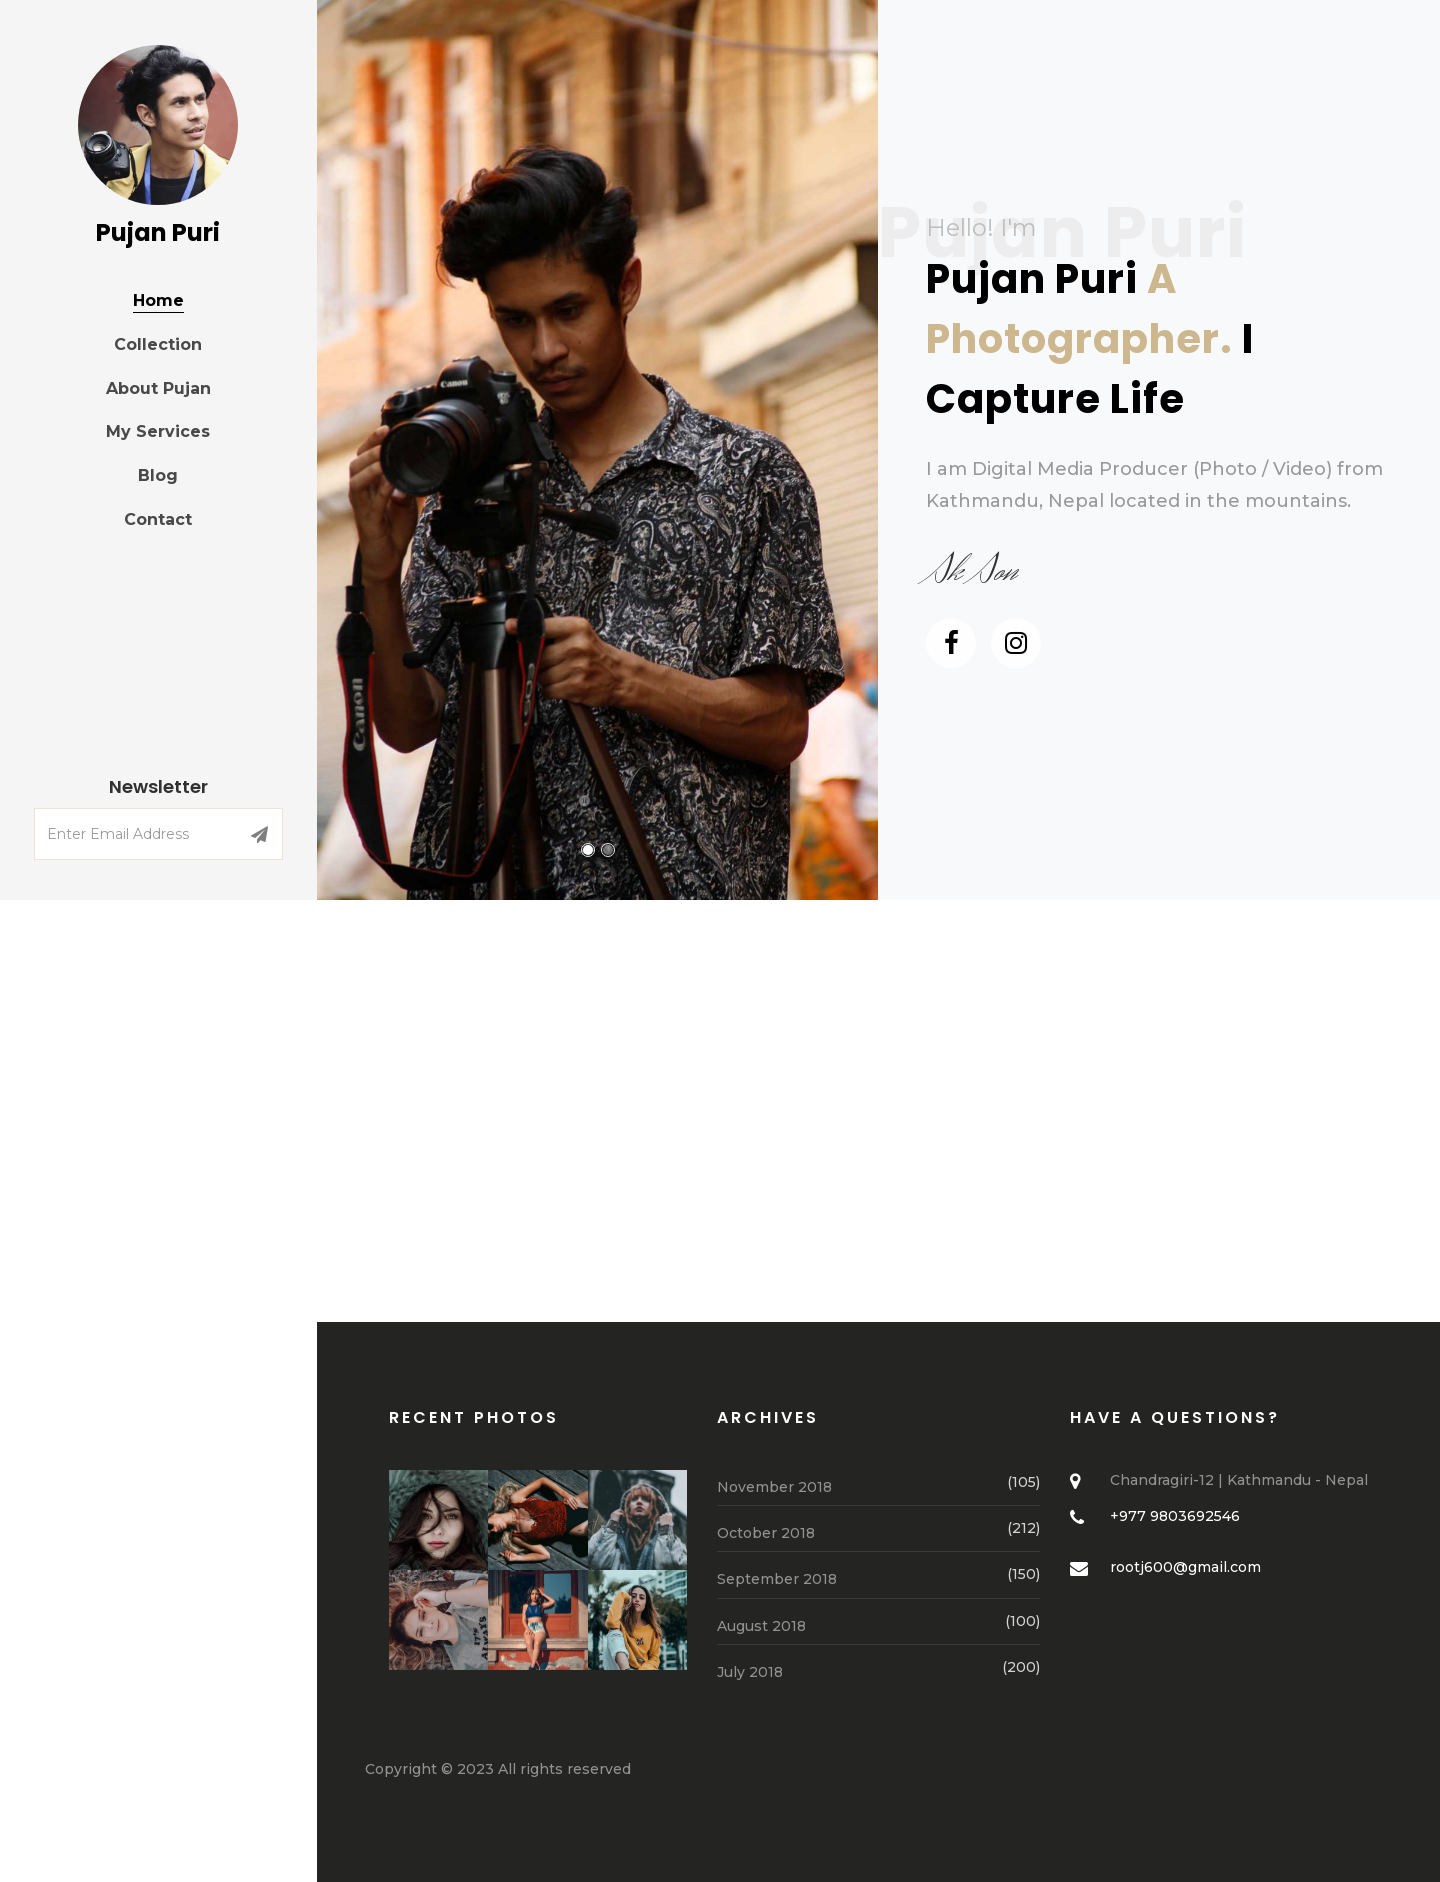 Pujan Puri
Home
Collection
About Pujan
My Services
Blog
Contact
Newsletter
Enter Email Address
Canon
Canon
Pujan Puri
Hello! I'm
Pujan Puri A
Photographer. I
Capture Life
I am Digital Media Producer (Photo / Video) from
Kathmandu, Nepal located in the mountains.
Sk Son
RECENT PHOTOS
ARCHIVES
November 2018 (105)
October 2018 (212)
September 2018 (150)
August 2018 (100)
July 2018 (200)
HAVE A QUESTIONS?
Chandragiri-12 | Kathmandu - Nepal
+977 9803692546
rootj600@gmail.com
Copyright © 2023 All rights reserved